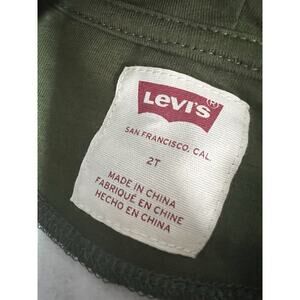 Levi's®
SAN FRANCISCO, CAL.
2T
MADE IN CHINA
FABRIQUÉ EN CHINE
HECHO EN CHINA